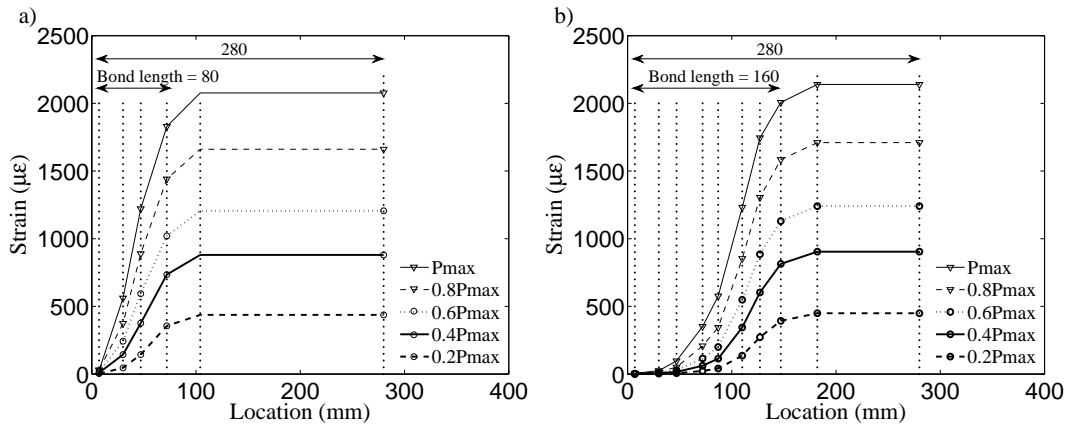 a)
280
Bond length = 80
2500
2000
1500
1000
500
0
0 100 200 300 400
Strain (με)
Location (mm)
Pmax
0.8Pmax
0.6Pmax
0.4Pmax
0.2Pmax
b)
280
Bond length = 160
2500
2000
1500
1000
500
0
0 100 200 300 400
Strain (με)
Location (mm)
Pmax
0.8Pmax
0.6Pmax
0.4Pmax
0.2Pmax